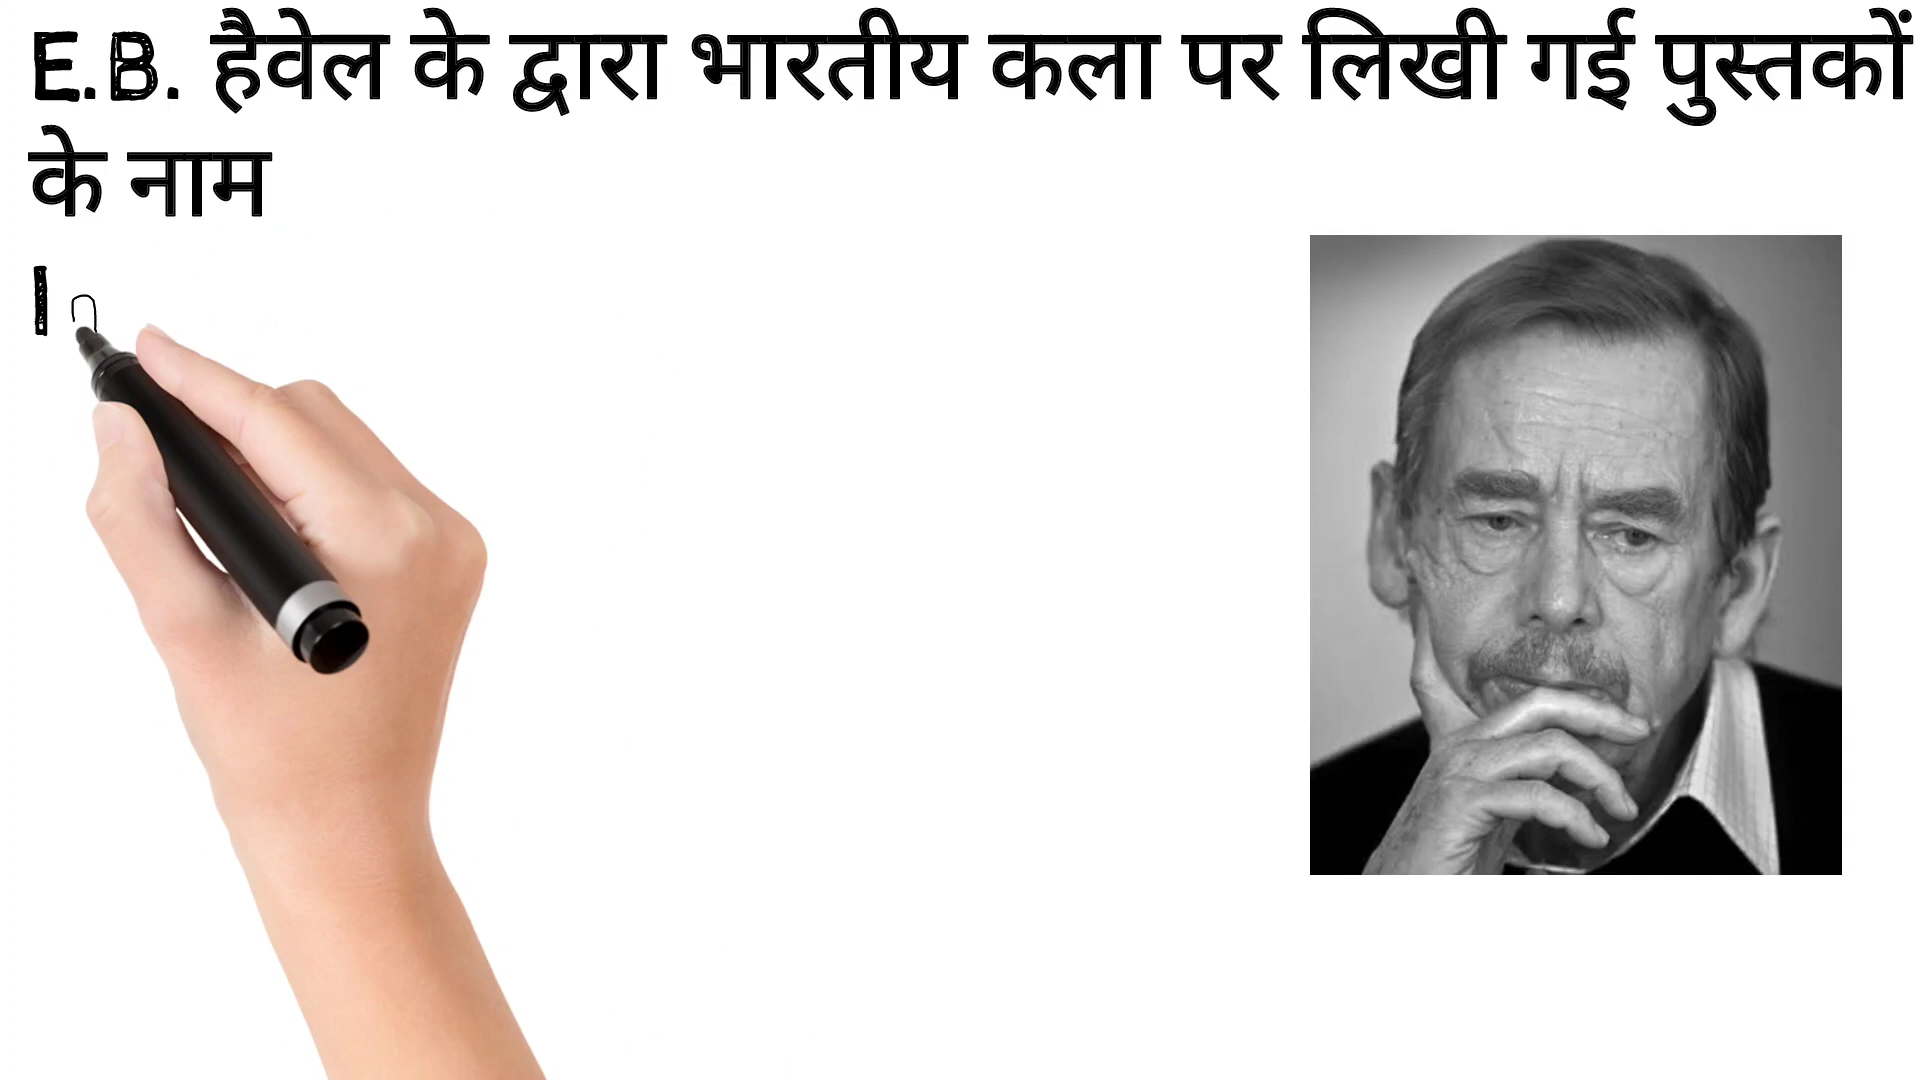 E.B. हैवेल के द्वारा भारतीय कला पर लिखी गई पुस्तकों
के नाम
I